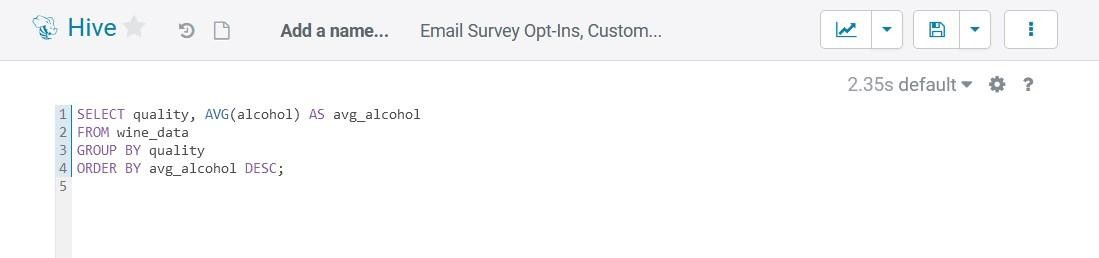 Hive Add a name... Email Survey Opt-Ins, Custom...
2.35s default ?
1 SELECT quality, AVG(alcohol) AS avg_alcohol
2 FROM wine_data
3 GROUP BY quality
4 ORDER BY avg_alcohol DESC;
5